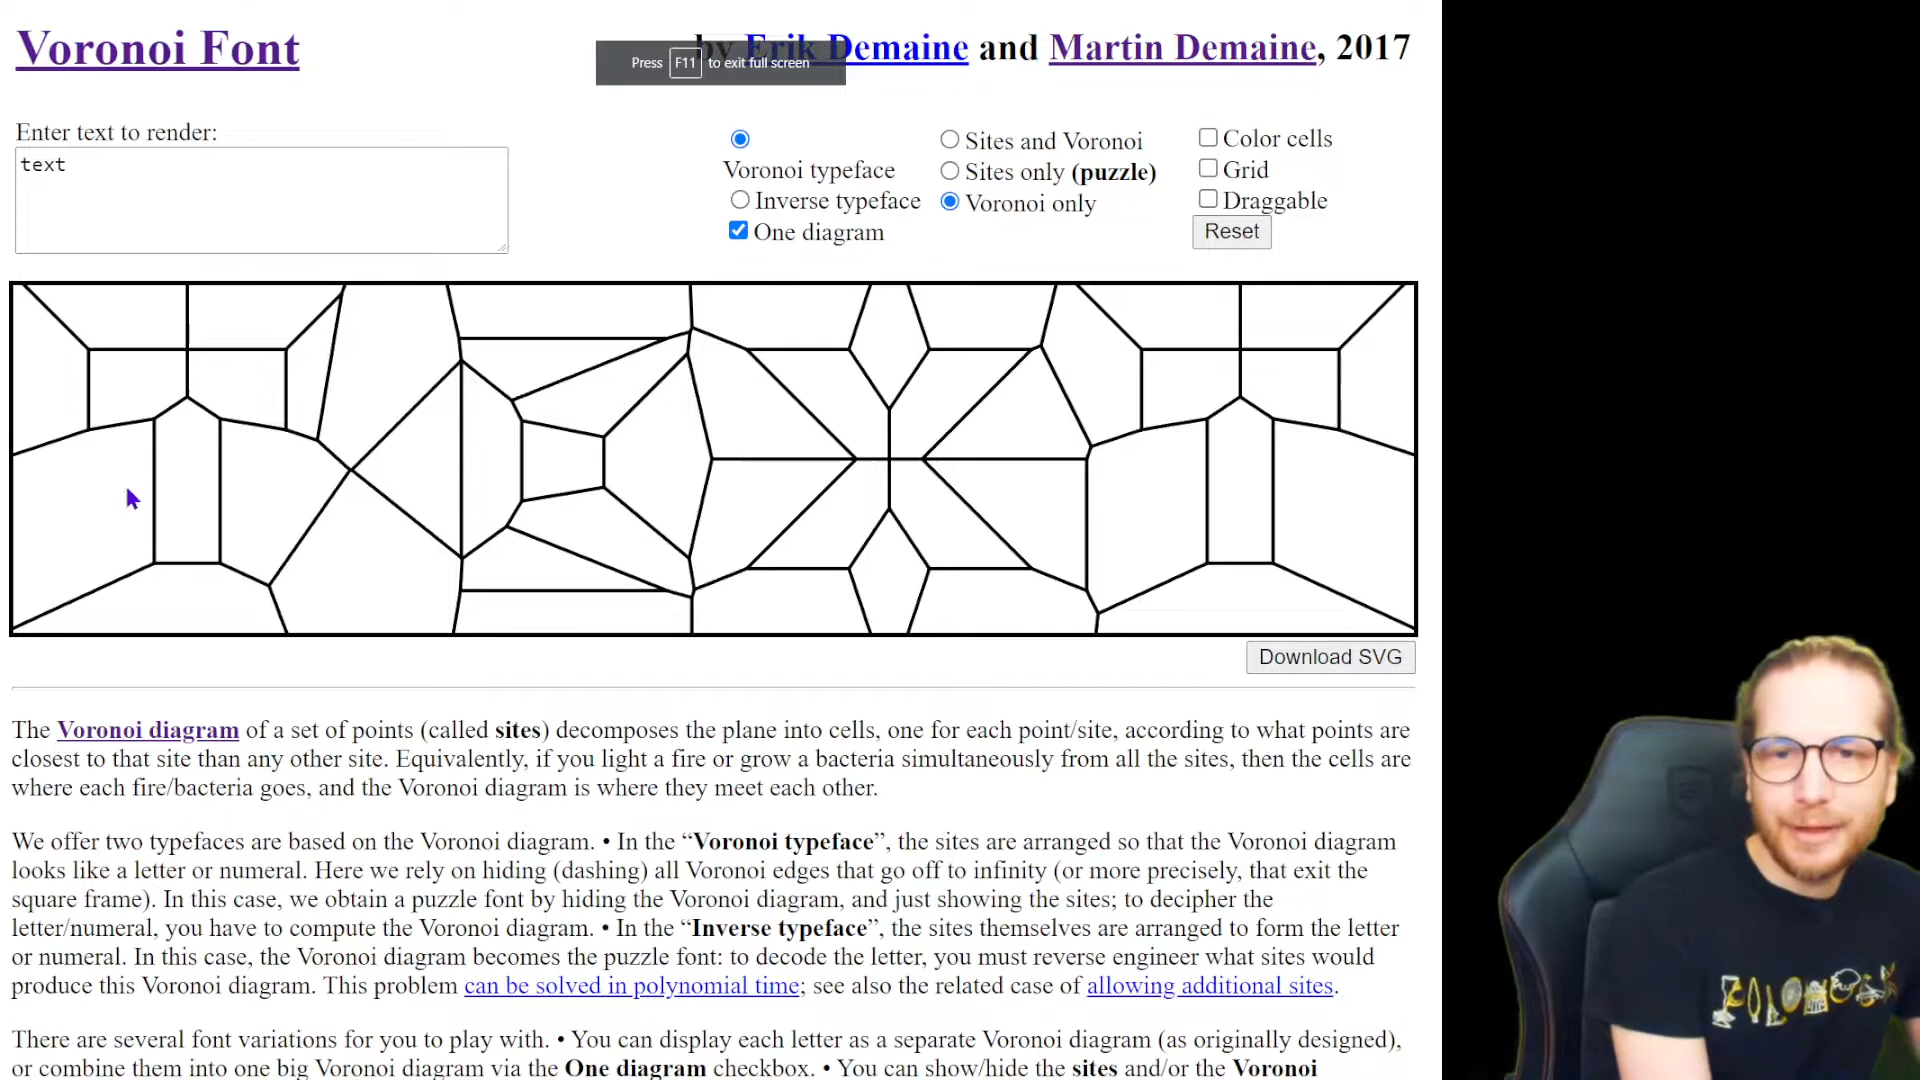 Voronoi Font
by Erik Demaine and Martin Demaine, 2017
Press F11 to exit full screen
Enter text to render:
text
Voronoi typeface
Inverse typeface
One diagram
Sites and Voronoi
Sites only (puzzle)
Voronoi only
Color cells
Grid
Draggable
Reset
Download SVG
The Voronoi diagram of a set of points (called sites) decomposes the plane into cells, one for each point/site, according to what points are
closest to that site than any other site. Equivalently, if you light a fire or grow a bacteria simultaneously from all the sites, then the cells are
where each fire/bacteria goes, and the Voronoi diagram is where they meet each other.
We offer two typefaces are based on the Voronoi diagram. • In the “Voronoi typeface”, the sites are arranged so that the Voronoi diagram
looks like a letter or numeral. Here we rely on hiding (dashing) all Voronoi edges that go off to infinity (or more precisely, that exit the
square frame). In this case, we obtain a puzzle font by hiding the Voronoi diagram, and just showing the sites; to decipher the
letter/numeral, you have to compute the Voronoi diagram. • In the “Inverse typeface”, the sites themselves are arranged to form the letter
or numeral. In this case, the Voronoi diagram becomes the puzzle font: to decode the letter, you must reverse engineer what sites would
produce this Voronoi diagram. This problem can be solved in polynomial time; see also the related case of allowing additional sites.
There are several font variations for you to play with. • You can display each letter as a separate Voronoi diagram (as originally designed),
or combine them into one big Voronoi diagram via the One diagram checkbox. • You can show/hide the sites and/or the Voronoi